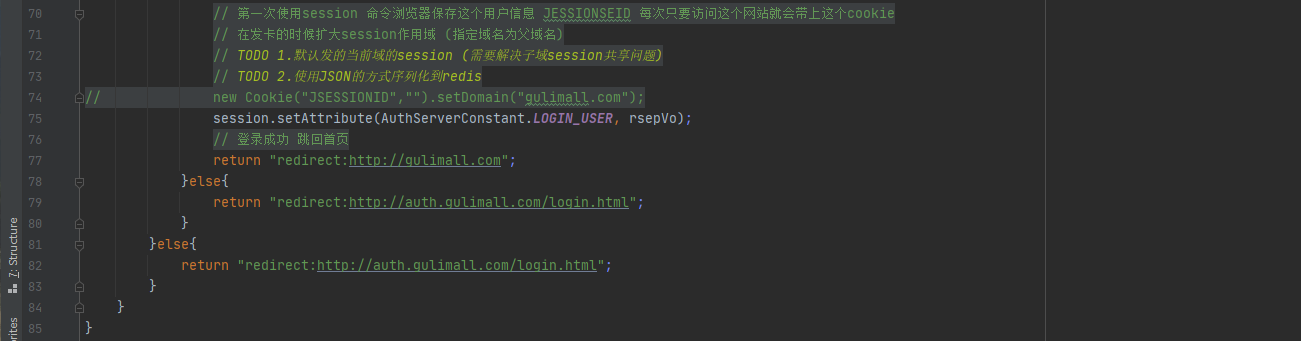 70 // 第一次使用session 命令浏览器保存这个用户信息 JESSIONSEID 每次只要访问这个网站就会带上这个cookie
71 // 在发卡的时候扩大session作用域 (指定域名为父域名)
72 // TODO 1.默认发的当前域的session (需要解决子域session共享问题)
73 // TODO 2.使用JSON的方式序列化到redis
74 // new Cookie("JSESSIONID","").setDomain("gulimall.com");
75 session.setAttribute(AuthServerConstant.LOGIN_USER, rsepVo);
76 // 登录成功 跳回首页
77 return "redirect:http://gulimall.com";
78 }else{
79 return "redirect:http://auth.gulimall.com/login.html";
80 }
81 }else{
82 return "redirect:http://auth.gulimall.com/login.html";
83 }
84 }
85 }
7: Structure